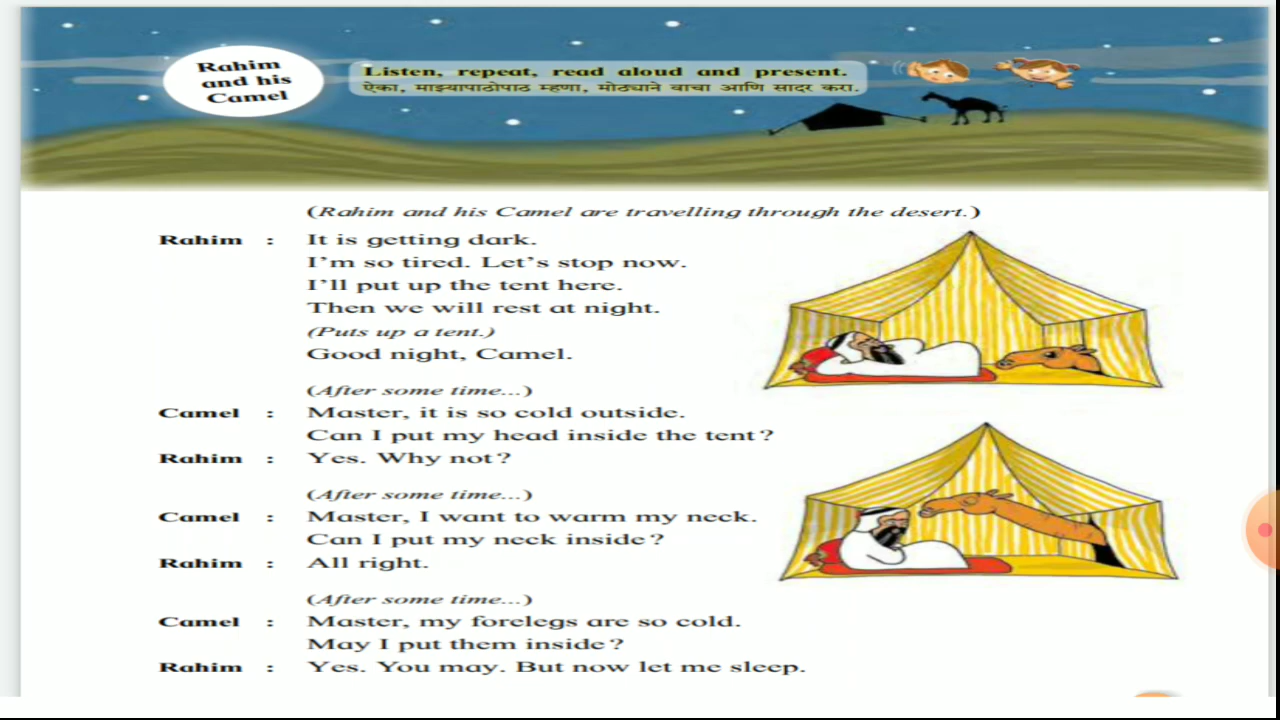 Rahim
and his
Camel
Listen, repeat, read aloud and present.
ऐका, माझ्यापाठोपाठ म्हणा, मोठ्याने वाचा आणि सादर करा.
(Rahim and his Camel are travelling through the desert.)
Rahim : It is getting dark.
I'm so tired. Let's stop now.
I'll put up the tent here.
Then we will rest at night.
(Puts up a tent.)
Good night, Camel.
(After some time...)
Camel : Master, it is so cold outside.
Can I put my head inside the tent?
Rahim : Yes. Why not?
(After some time...)
Camel : Master, I want to warm my neck.
Can I put my neck inside?
Rahim : All right.
(After some time...)
Camel : Master, my forelegs are so cold.
May I put them inside?
Rahim : Yes. You may. But now let me sleep.